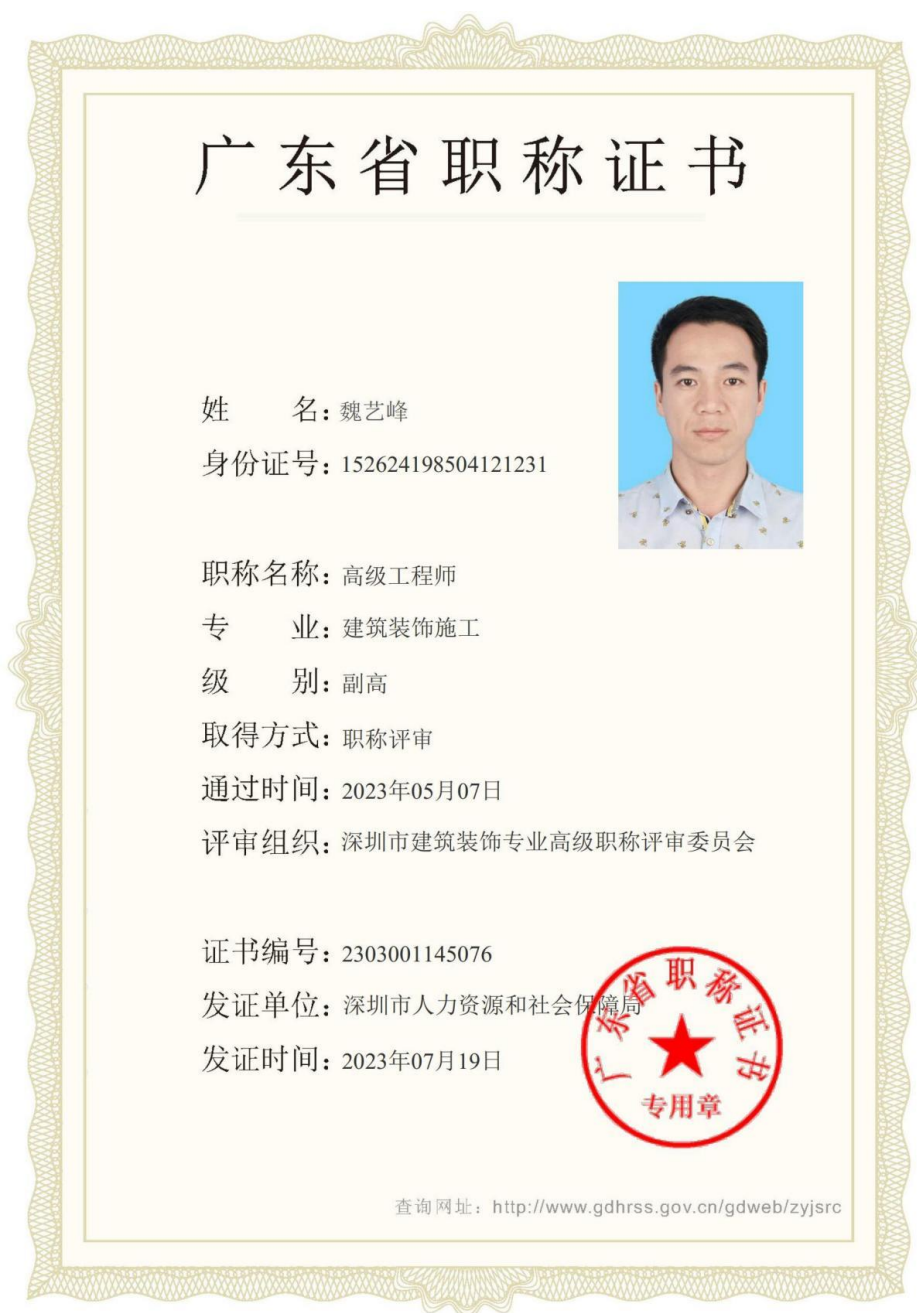 广东省职称证书
姓 名：魏艺峰
身份证号：152624198504121231
职称名称：高级工程师
专 业：建筑装饰施工
级 别：副高
取得方式：职称评审
通过时间：2023年05月07日
评审组织：深圳市建筑装饰专业高级职称评审委员会
证书编号：2303001145076
发证单位：深圳市人力资源和社会保障局
发证时间：2023年07月19日
广东省职称证书
专用章
查询网址：http://www.gdhrss.gov.cn/gdweb/zyjsrc